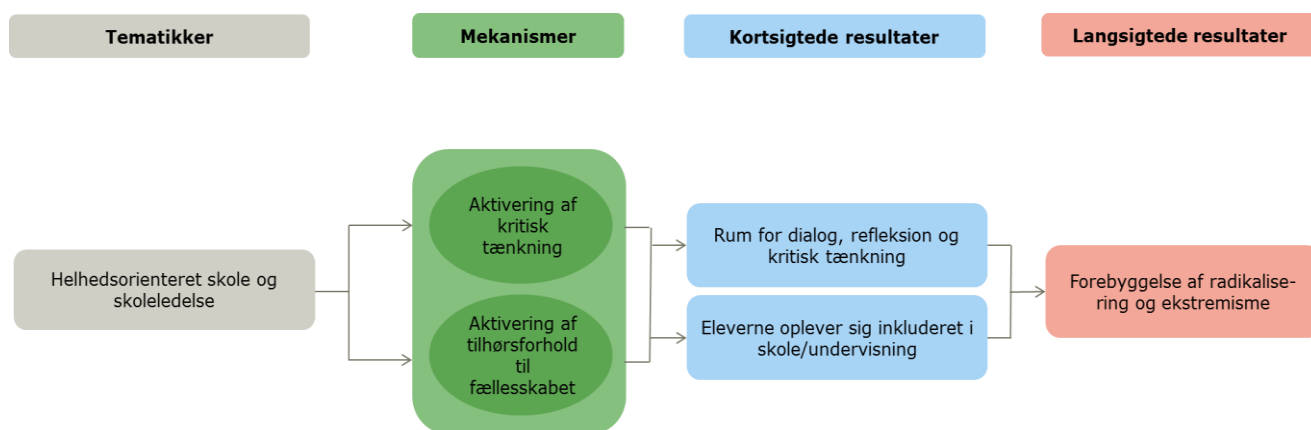 Tematikker
Mekanismer
Kortsigtede resultater
Langsigtede resultater
Helhedsorienteret skole og
skoleledelse
Aktivering af
kritisk
tænkning
Aktivering af
tilhørsforhold
til
fællesskabet
Rum for dialog, refleksion og
kritisk tænkning
Eleverne oplever sig inkluderet i
skole/undervisning
Forebyggelse af radikalise-
ring og ekstremisme